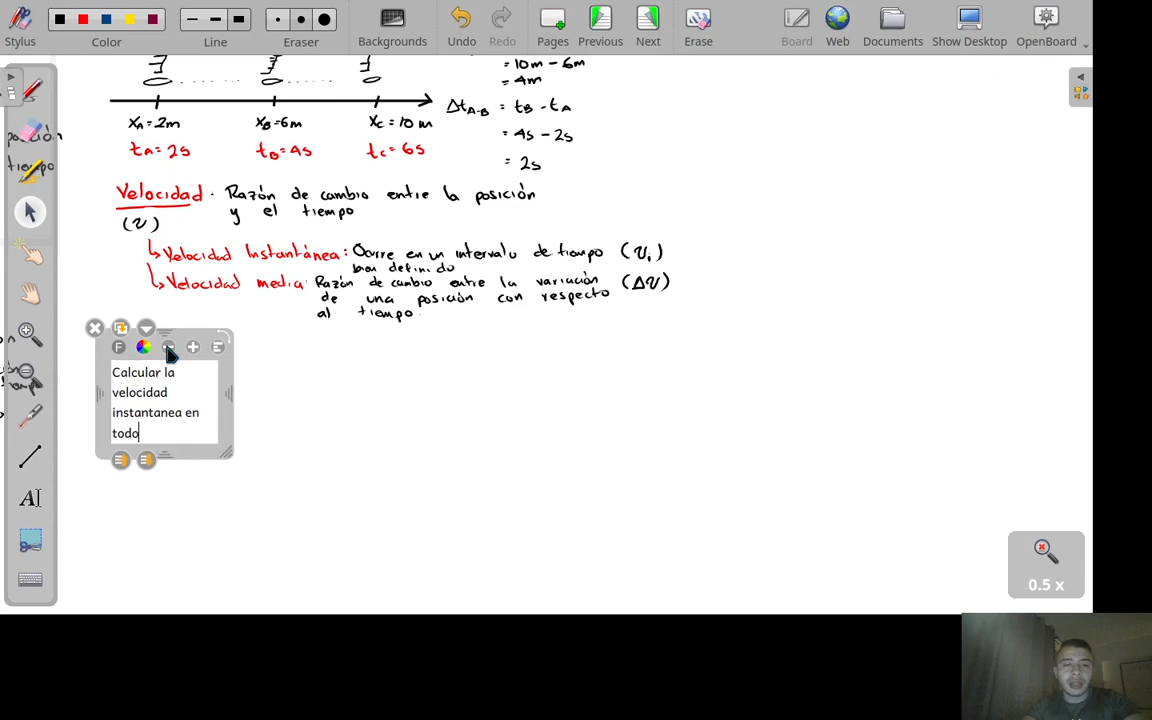 Stylus Color Line Eraser Backgrounds Undo Redo Pages Previous Next Erase Board Web Documents Show Desktop OpenBoard
= 10m - 6m
= 4m
ΔtA-B = tB - tA
= 4s - 2s
= 2s
XA = 2m XB = 6m XC = 10 m
tA = 2s tB = 4s tC = 6s
posición
tiempo
Velocidad · Razón de cambio entre la posición
y el tiempo
(V)
Velocidad Instantánea: Ocurre en un intervalo de tiempo (Vi)
bien definido
Velocidad media: Razón de cambio entre la variación (ΔV)
de una posición con respecto
al tiempo.
F
Calcular la
velocidad
instantanea en
todo
0.5 x